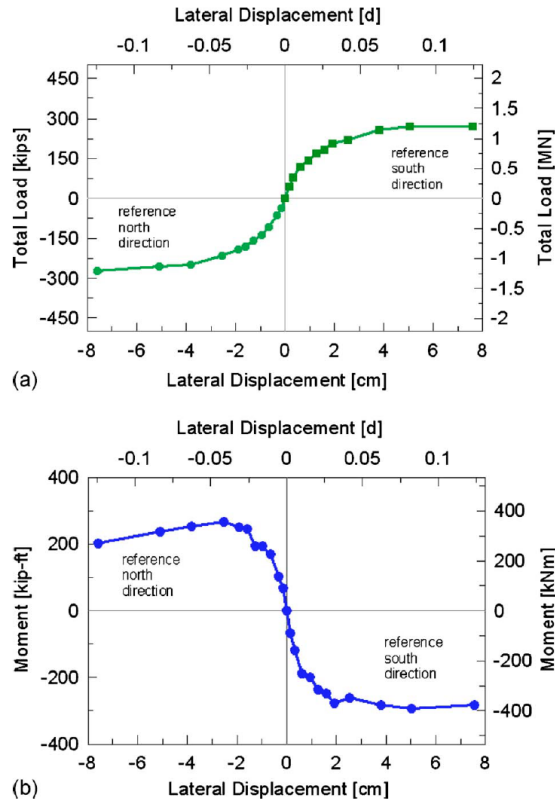 Lateral Displacement [d]
-0.1 -0.05 0 0.05 0.1
450 300 150 0 -150 -300 -450
Total Load [kips]
2 1.5 1 0.5 0 -0.5 -1 -1.5 -2
Total Load [MN]
reference
south
direction
reference
north
direction
-8 -6 -4 -2 0 2 4 6 8
(a) Lateral Displacement [cm]
Lateral Displacement [d]
-0.1 -0.05 0 0.05 0.1
400 200 0 -200 -400
Moment [kip-ft]
400 200 0 -200 -400
Moment [kNm]
reference
north
direction
reference
south
direction
-8 -6 -4 -2 0 2 4 6 8
(b) Lateral Displacement [cm]